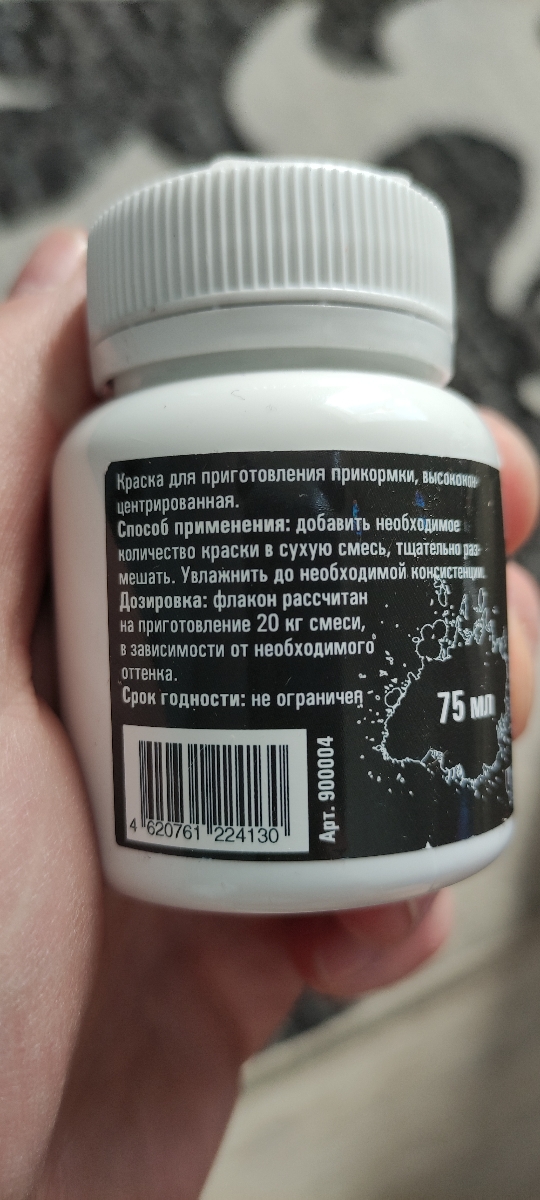 Краска для приготовления прикормки, высококон-
центрированная.
Способ применения: добавить необходимое
количество краски в сухую смесь, тщательно раз-
мешать. Увлажнить до необходимой консистенции.
Дозировка: флакон рассчитан
на приготовление 20 кг смеси,
в зависимости от необходимого
оттенка.
Срок годности: не ограничен
75 мл
4 620761 224130
Арт. 900004